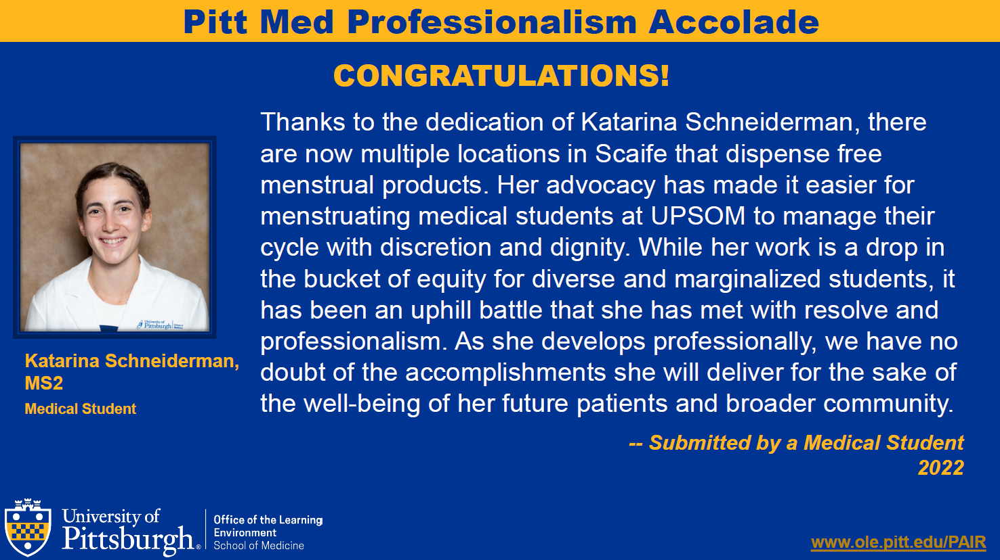 Pitt Med Professionalism Accolade
CONGRATULATIONS!
Thanks to the dedication of Katarina Schneiderman, there
are now multiple locations in Scaife that dispense free
menstrual products. Her advocacy has made it easier for
menstruating medical students at UPSOM to manage their
cycle with discretion and dignity. While her work is a drop in
the bucket of equity for diverse and marginalized students, it
has been an uphill battle that she has met with resolve and
professionalism. As she develops professionally, we have no
doubt of the accomplishments she will deliver for the sake of
the well-being of her future patients and broader community.
-- Submitted by a Medical Student
2022
University of
Pittsburgh
Katarina Schneiderman,
MS2
Medical Student
University of
Pittsburgh®
Office of the Learning
Environment
School of Medicine
www.ole.pitt.edu/PAIR